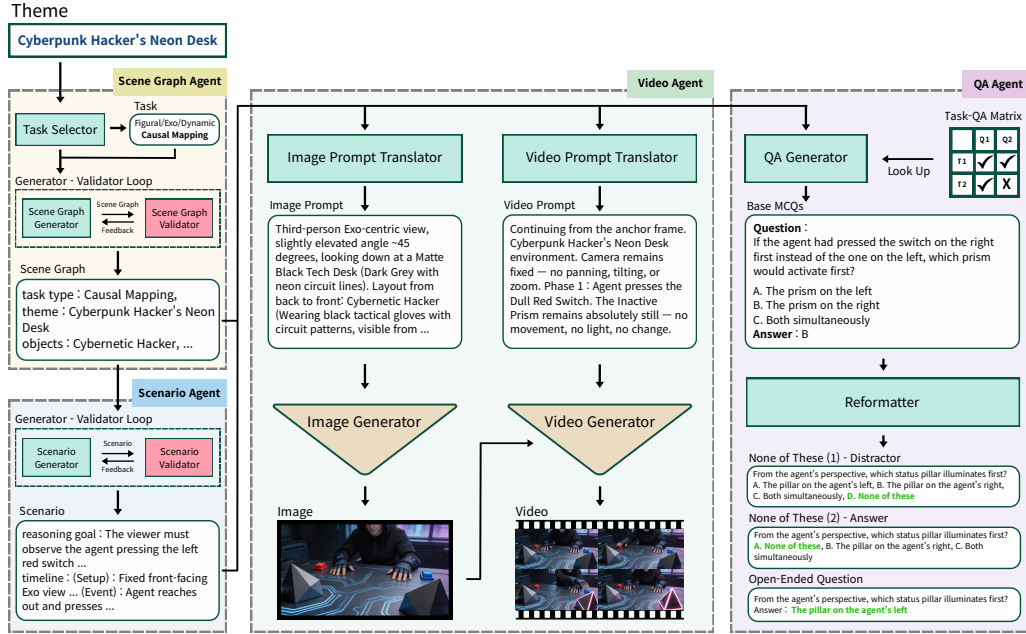 Theme
Cyberpunk Hacker's Neon Desk
Scene Graph Agent
Task Selector
Task
Figural/Exo/Dynamic
Causal Mapping
Generator - Validator Loop
Scene Graph
Generator
Scene Graph
Feedback
Scene Graph
Validator
Scene Graph
task type : Causal Mapping,
theme : Cyberpunk Hacker's Neon
Desk
objects : Cybernetic Hacker, ...
Scenario Agent
Generator - Validator Loop
Scenario
Generator
Scenario
Feedback
Scenario
Validator
Scenario
reasoning goal : The viewer must
observe the agent pressing the left
red switch ...
timeline : (Setup) : Fixed front-facing
Exo view ... (Event) : Agent reaches
out and presses ...
Video Agent
Image Prompt Translator
Image Prompt
Third-person Exo-centric view,
slightly elevated angle ~45
degrees, looking down at a Matte
Black Tech Desk (Dark Grey with
neon circuit lines). Layout from
back to front: Cybernetic Hacker
(Wearing black tactical gloves with
circuit patterns, visible from ...
Image Generator
Image
Video Prompt Translator
Video Prompt
Continuing from the anchor frame.
Cyberpunk Hacker's Neon Desk
environment. Camera remains
fixed — no panning, tilting, or
zoom. Phase 1 : Agent presses the
Dull Red Switch. The Inactive
Prism remains absolutely still — no
movement, no light, no change.
Video Generator
Video
QA Agent
QA Generator
Look Up
Task-QA Matrix
Q1 Q2
T1
T2 X
Base MCQs
Question :
If the agent had pressed the switch on the right
first instead of the one on the left, which prism
would activate first?
A. The prism on the left
B. The prism on the right
C. Both simultaneously
Answer : B
Reformatter
None of These (1) - Distractor
From the agent's perspective, which status pillar illuminates first?
A. The pillar on the agent's left, B. The pillar on the agent's right,
C. Both simultaneously, D. None of these
None of These (2) - Answer
From the agent's perspective, which status pillar illuminates first?
A. None of these, B. The pillar on the agent's right, C. Both
simultaneously
Open-Ended Question
From the agent's perspective, which status pillar illuminates first?
Answer : The pillar on the agent's left